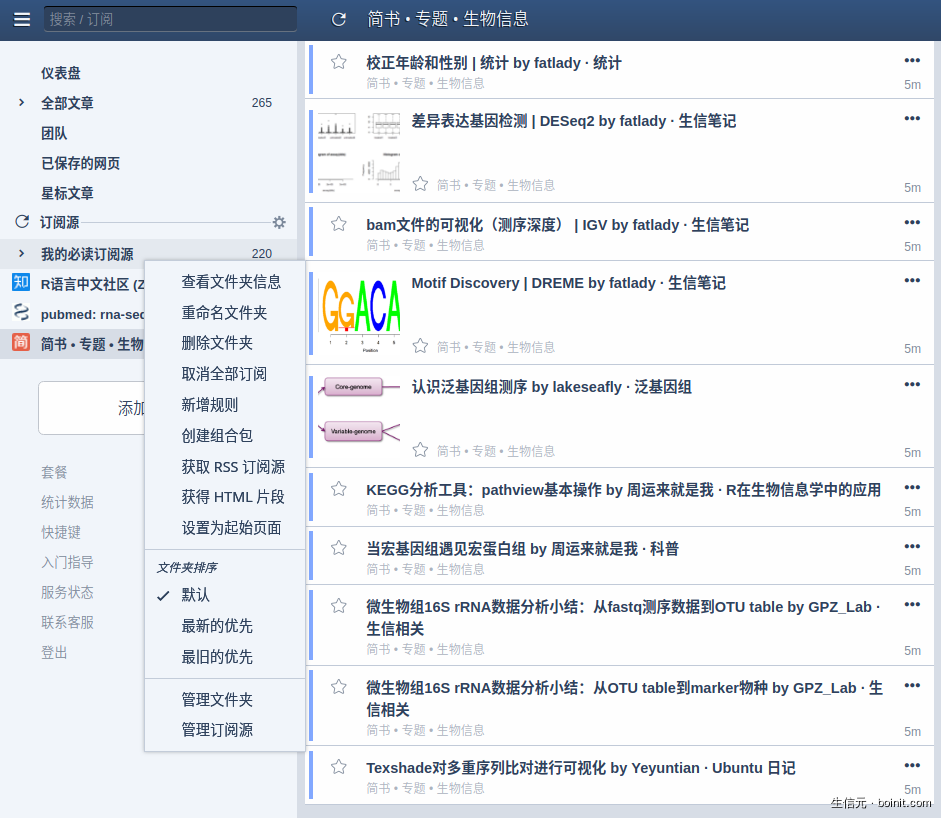 搜索 / 订阅
简书 • 专题 • 生物信息
仪表盘
全部文章 265
团队
已保存的网页
星标文章
订阅源
我的必读订阅源 220
知 R语言中文社区 (Z
pubmed: rna-sec
简 简书 • 专题 • 生物
添加
套餐
统计数据
快捷键
入门指导
服务状态
联系客服
登出
查看文件夹信息
重命名文件夹
删除文件夹
取消全部订阅
新增规则
创建组合包
获取 RSS 订阅源
获得 HTML 片段
设置为起始页面
文件夹排序
默认
最新的优先
最旧的优先
管理文件夹
管理订阅源
校正年龄和性别 | 统计 by fatlady · 统计
简书 • 专题 • 生物信息
5m
差异表达基因检测 | DESeq2 by fatlady · 生信笔记
简书 • 专题 • 生物信息
5m
bam文件的可视化（测序深度） | IGV by fatlady · 生信笔记
简书 • 专题 • 生物信息
5m
GGACA
1 2 3 4 5
Position
Motif Discovery | DREME by fatlady · 生信笔记
简书 • 专题 • 生物信息
5m
Core-genome
Variable-genome
认识泛基因组测序 by lakeseafly · 泛基因组
简书 • 专题 • 生物信息
5m
KEGG分析工具：pathview基本操作 by 周运来就是我 · R在生物信息学中的应用
简书 • 专题 • 生物信息
5m
当宏基因组遇见宏蛋白组 by 周运来就是我 · 科普
简书 • 专题 • 生物信息
5m
微生物组16S rRNA数据分析小结：从fastq测序数据到OTU table by GPZ_Lab ·
生信相关
简书 • 专题 • 生物信息
5m
微生物组16S rRNA数据分析小结：从OTU table到marker物种 by GPZ_Lab · 生
信相关
简书 • 专题 • 生物信息
5m
Texshade对多重序列比对进行可视化 by Yeyuntian · Ubuntu 日记
简书 • 专题 • 生物信息
5m
生信元 · boinit.com